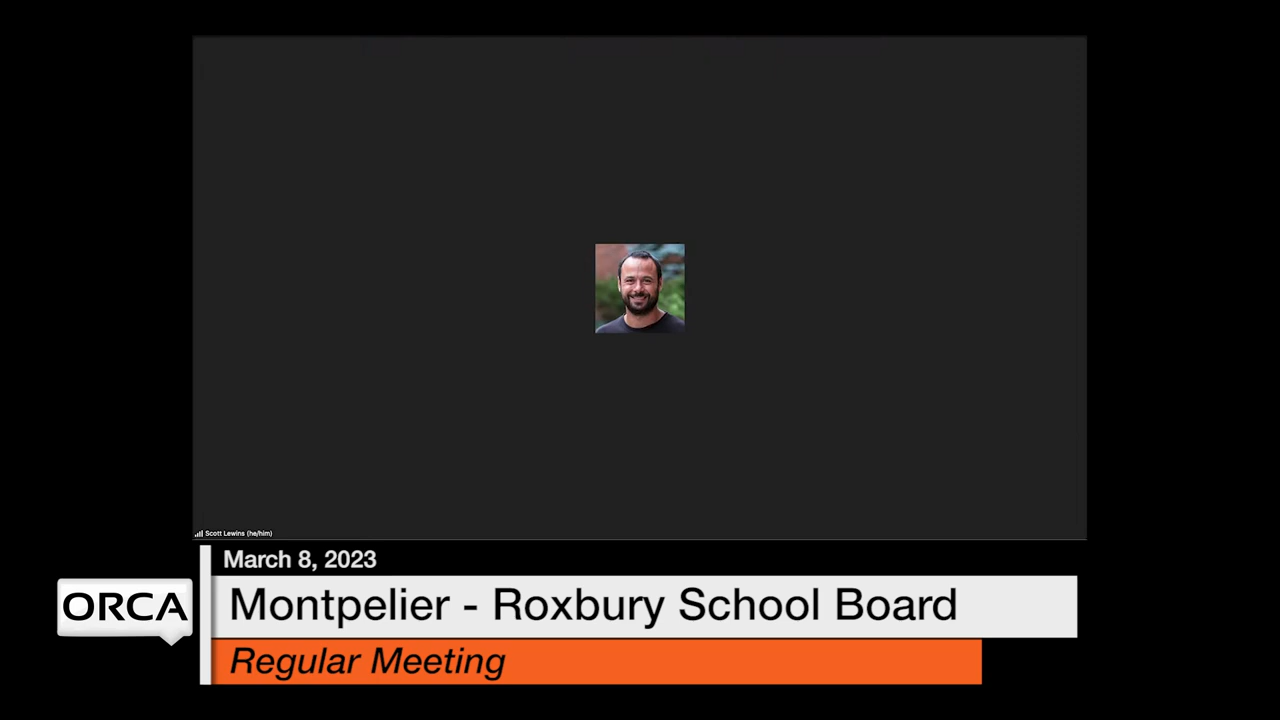 Scott Lewins (he/him)
March 8, 2023
ORCA
Montpelier - Roxbury School Board
Regular Meeting